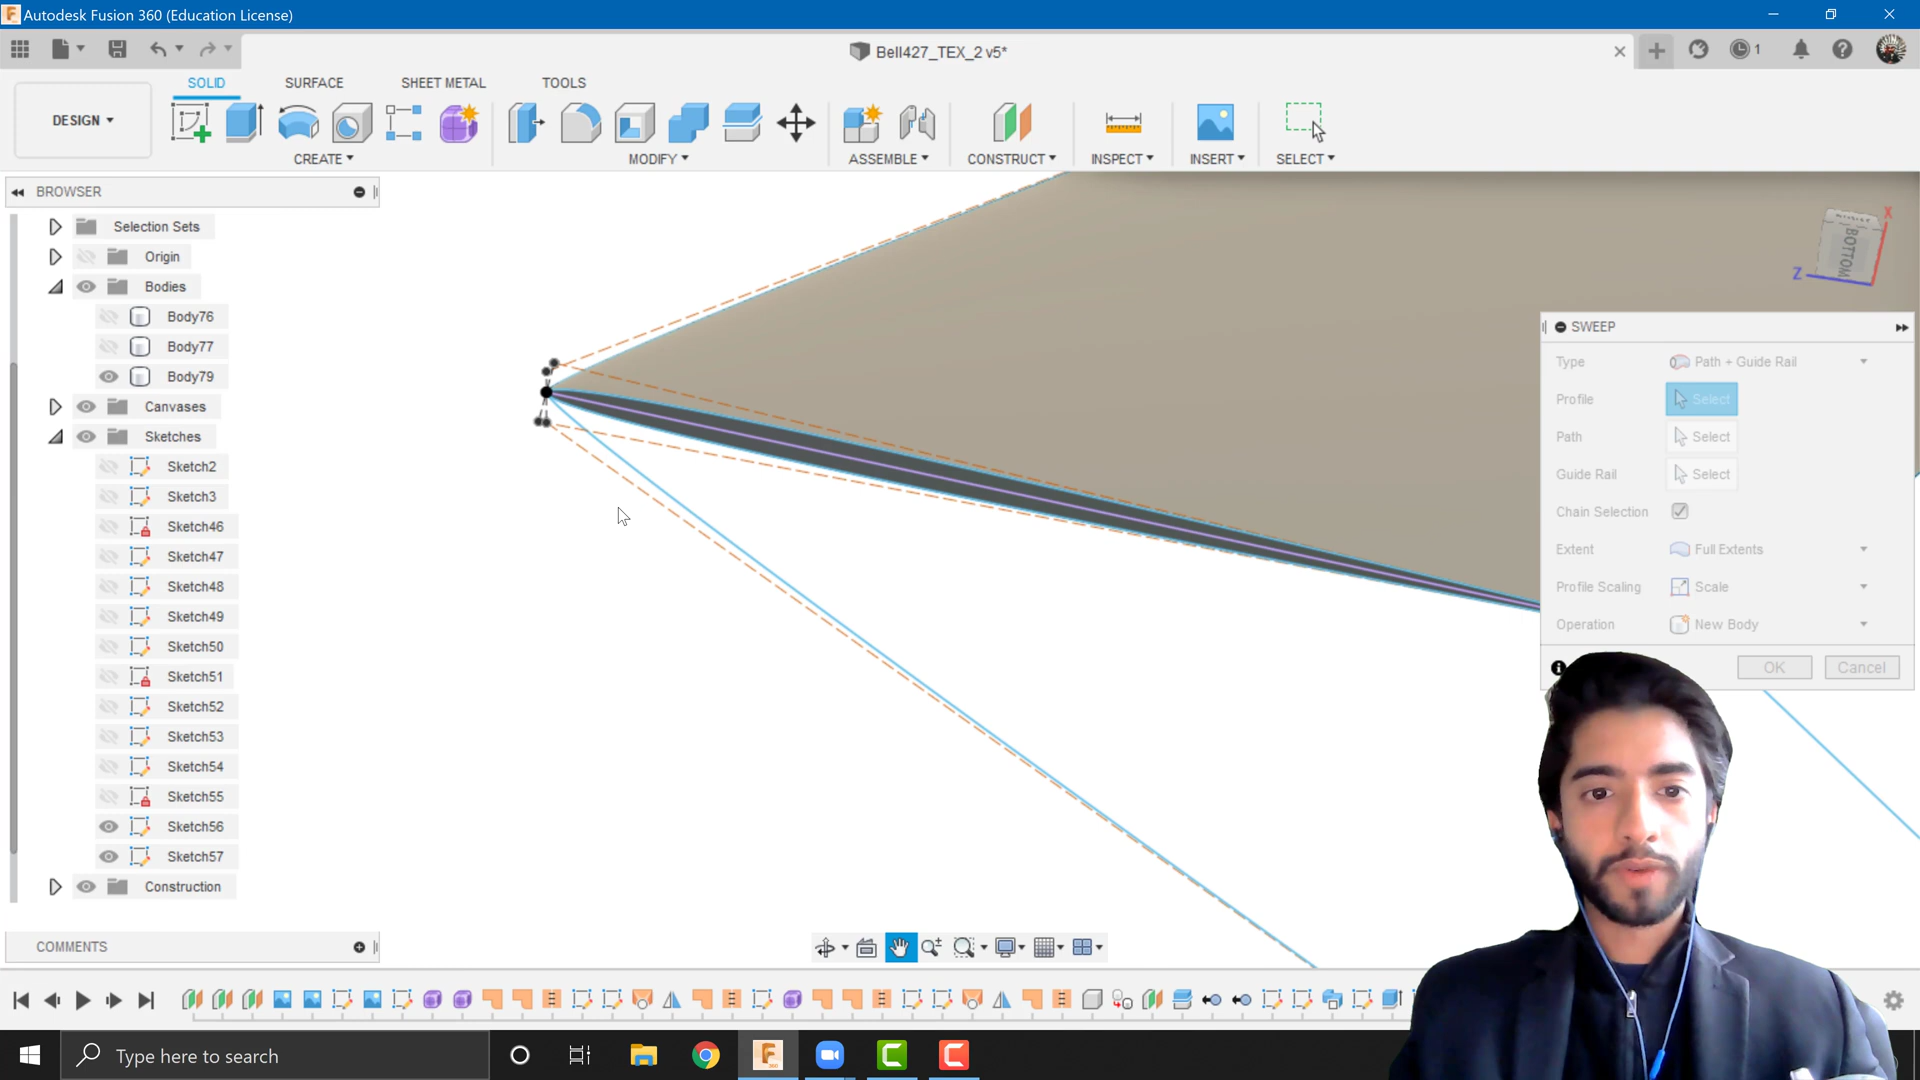 Autodesk Fusion 360 (Education License)
Bell427_TEX_2 v5*
1
SOLID
SURFACE
SHEET METAL
TOOLS
DESIGN
CREATE
MODIFY
ASSEMBLE
CONSTRUCT
INSPECT
INSERT
SELECT
BROWSER
Selection Sets
Origin
Bodies
Body76
Body77
Body79
Canvases
Sketches
Sketch2
Sketch3
Sketch46
Sketch47
Sketch48
Sketch49
Sketch50
Sketch51
Sketch52
Sketch53
Sketch54
Sketch55
Sketch56
Sketch57
Construction
COMMENTS
X
BOTTOM
Z
SWEEP
Type Path + Guide Rail
Profile Select
Path Select
Guide Rail Select
Chain Selection
Extent Full Extents
Profile Scaling Scale
Operation New Body
OK Cancel
Type here to search